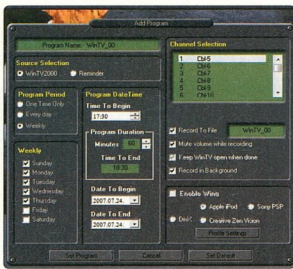 Add Program
Program Name:- WinTV_00
Source Selection
WinTV2000
Reminder
Program Period
One Time Only
Every day
Weekly
Program DateTime
Time To Begin
17:30
Program Duration
Minutes 60
Time To End
18:30
Date To Begin
2007.07.24.
Date To End
2007.07.24.
Weekly
Sunday
Monday
Tuesday
Wednesday
Thursday
Friday
Saturday
Channel Selection
1 Ch#-5
2 Ch#6
3 Ch#7
4 Ch#8
5 Ch#9
6 Ch#10
Record To File WinTV_00
Mute volume while recording
Keep WinTV open when done
Record in Background
Enable Wing
Apple iPod
Sony PSP
DivX
Creative Zen Vision
Profile Settings
Set Program
Cancel
Set Default